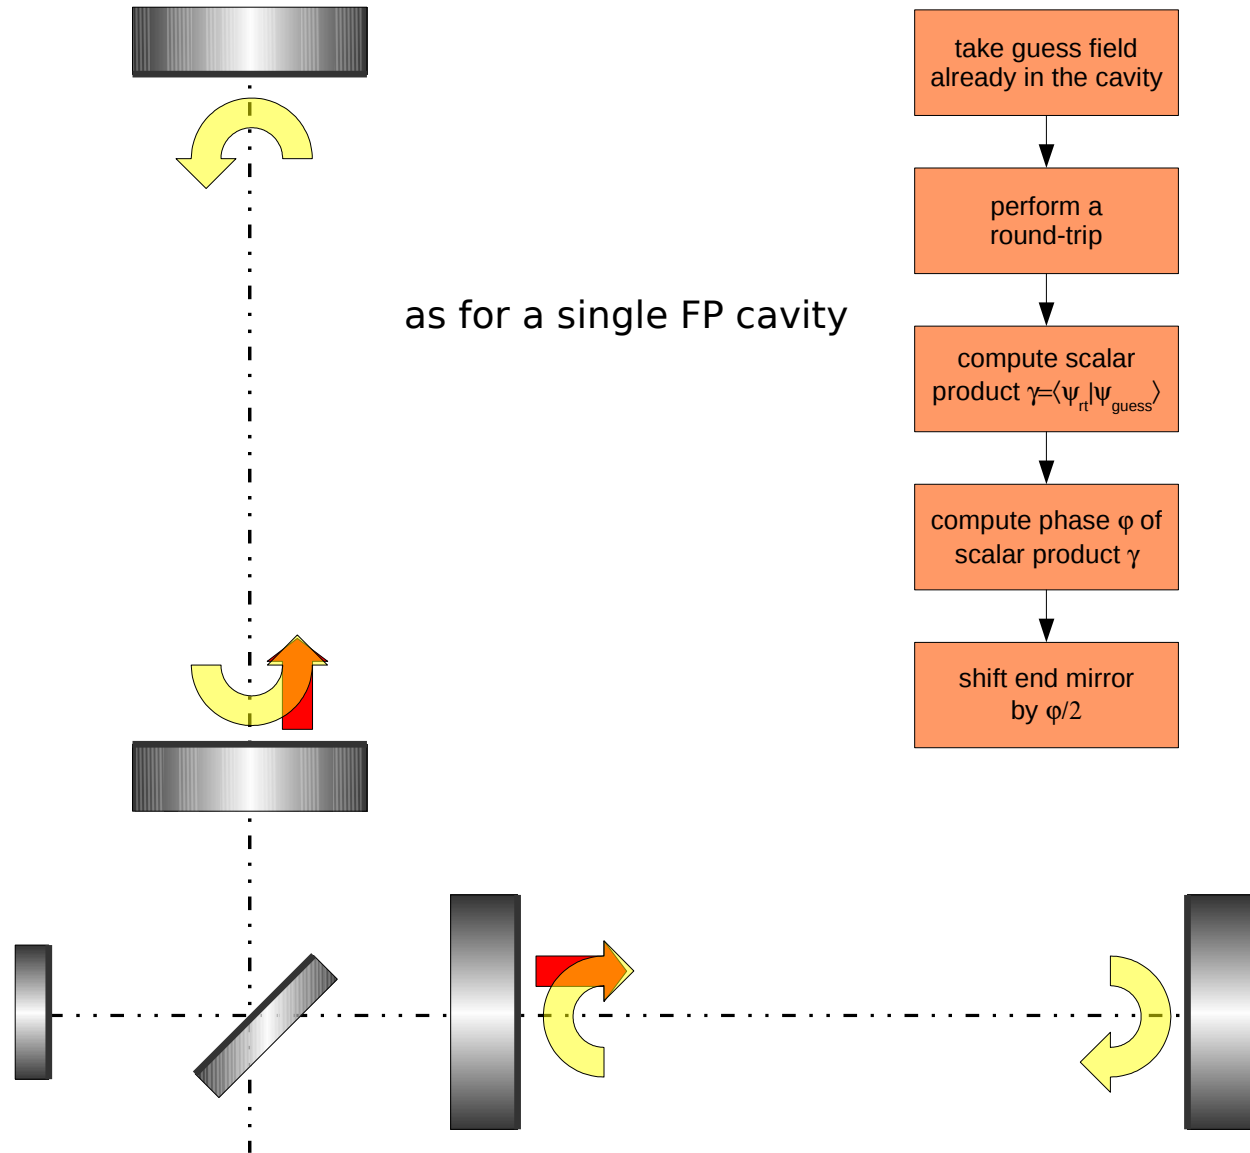 take guess field
already in the cavity
perform a
round-trip
as for a single FP cavity
compute scalar
product γ=⟨ψrt|ψguess⟩
compute phase φ of
scalar product γ
shift end mirror
by φ/2